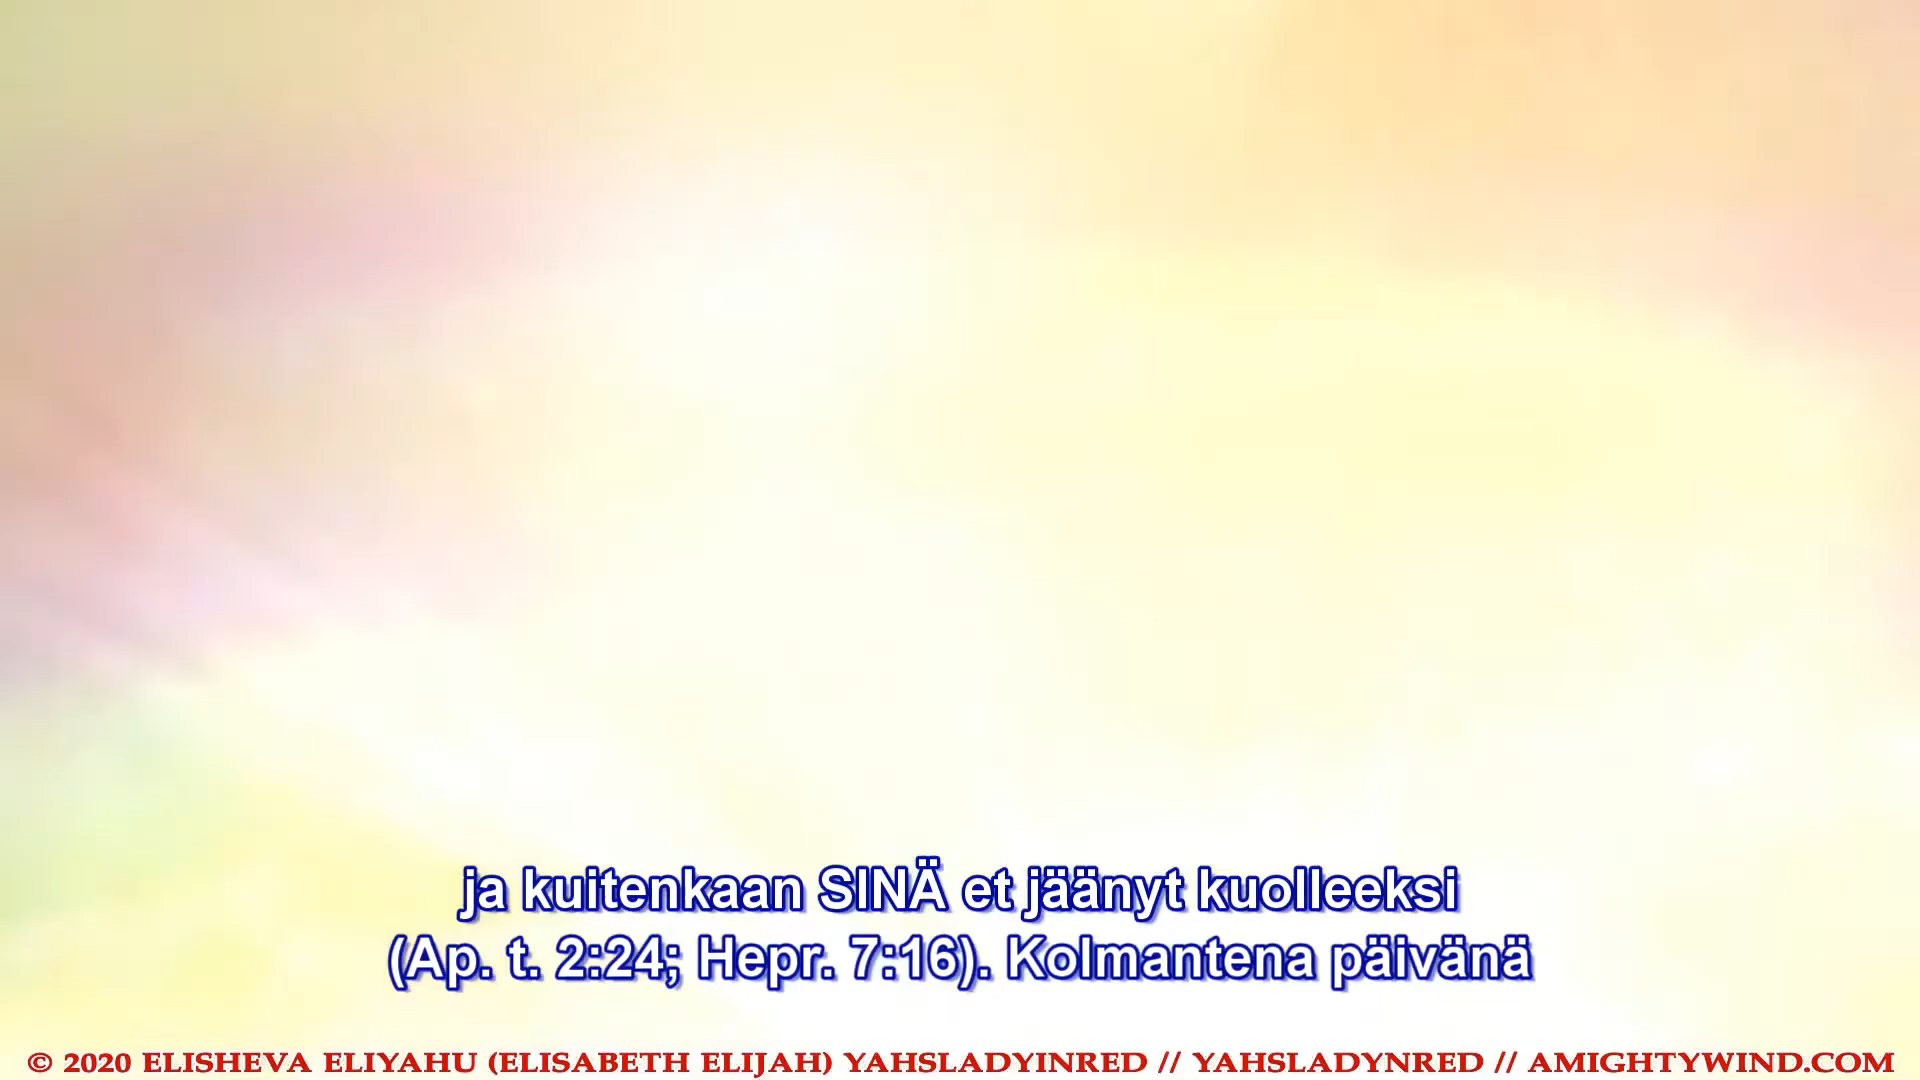 ja kuitenkaan SINÄ et jäänyt kuolleeksi
(Ap. t. 2:24; Hepr. 7:16). Kolmantena päivänä
© 2020 ELISHEVA ELIYAHU (ELISABETH ELIJAH) YAHSLADYINRED // YAHSLADYNRED // AMIGHTYWIND.COM